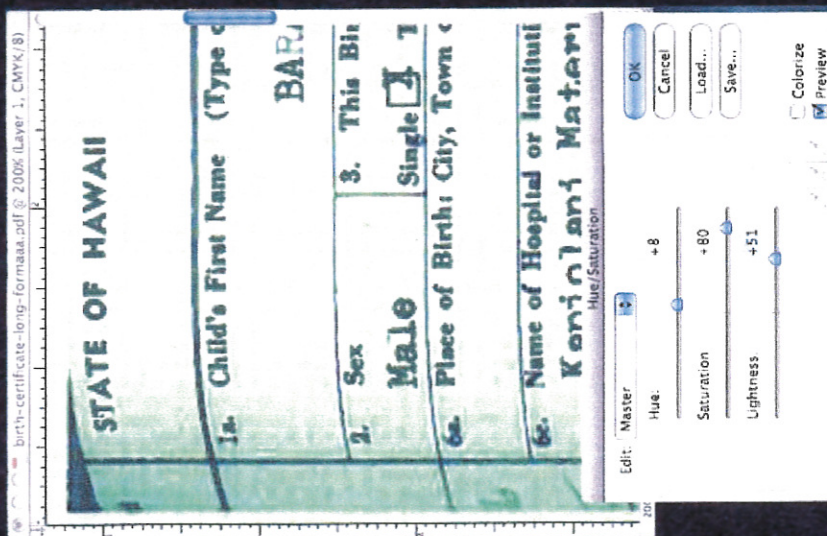 birth-certificate-long-formaaa.pdf @ 200% (Layer 1, CMYK/8)
STATE OF HAWAII
1a. Child's First Name (Type
BAR
2. Sex
Male
3. This Bir
Single X T
6a. Place of Birth: City, Town o
6c. Name of Hospital or Instituti
Kapiolani Matern
Hue/Saturation
Edit: Master
Hue: +8
Saturation +80
Lightness +51
OK
Cancel
Load...
Save...
Colorize
Preview